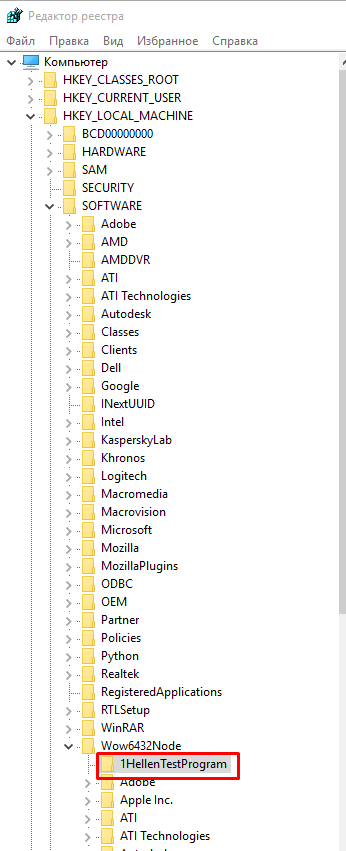 Редактор реестра
Файл Правка Вид Избранное Справка
Компьютер
HKEY_CLASSES_ROOT
HKEY_CURRENT_USER
HKEY_LOCAL_MACHINE
BCD00000000
HARDWARE
SAM
SECURITY
SOFTWARE
Adobe
AMD
AMDDVR
ATI
ATI Technologies
Autodesk
Classes
Clients
Dell
Google
INextUUID
Intel
KasperskyLab
Khronos
Logitech
Macromedia
Macrovision
Microsoft
Mozilla
MozillaPlugins
ODBC
OEM
Partner
Policies
Python
Realtek
RegisteredApplications
RTLSetup
WinRAR
Wow6432Node
1HellenTestProgram
Adobe
Apple Inc.
ATI
ATI Technologies